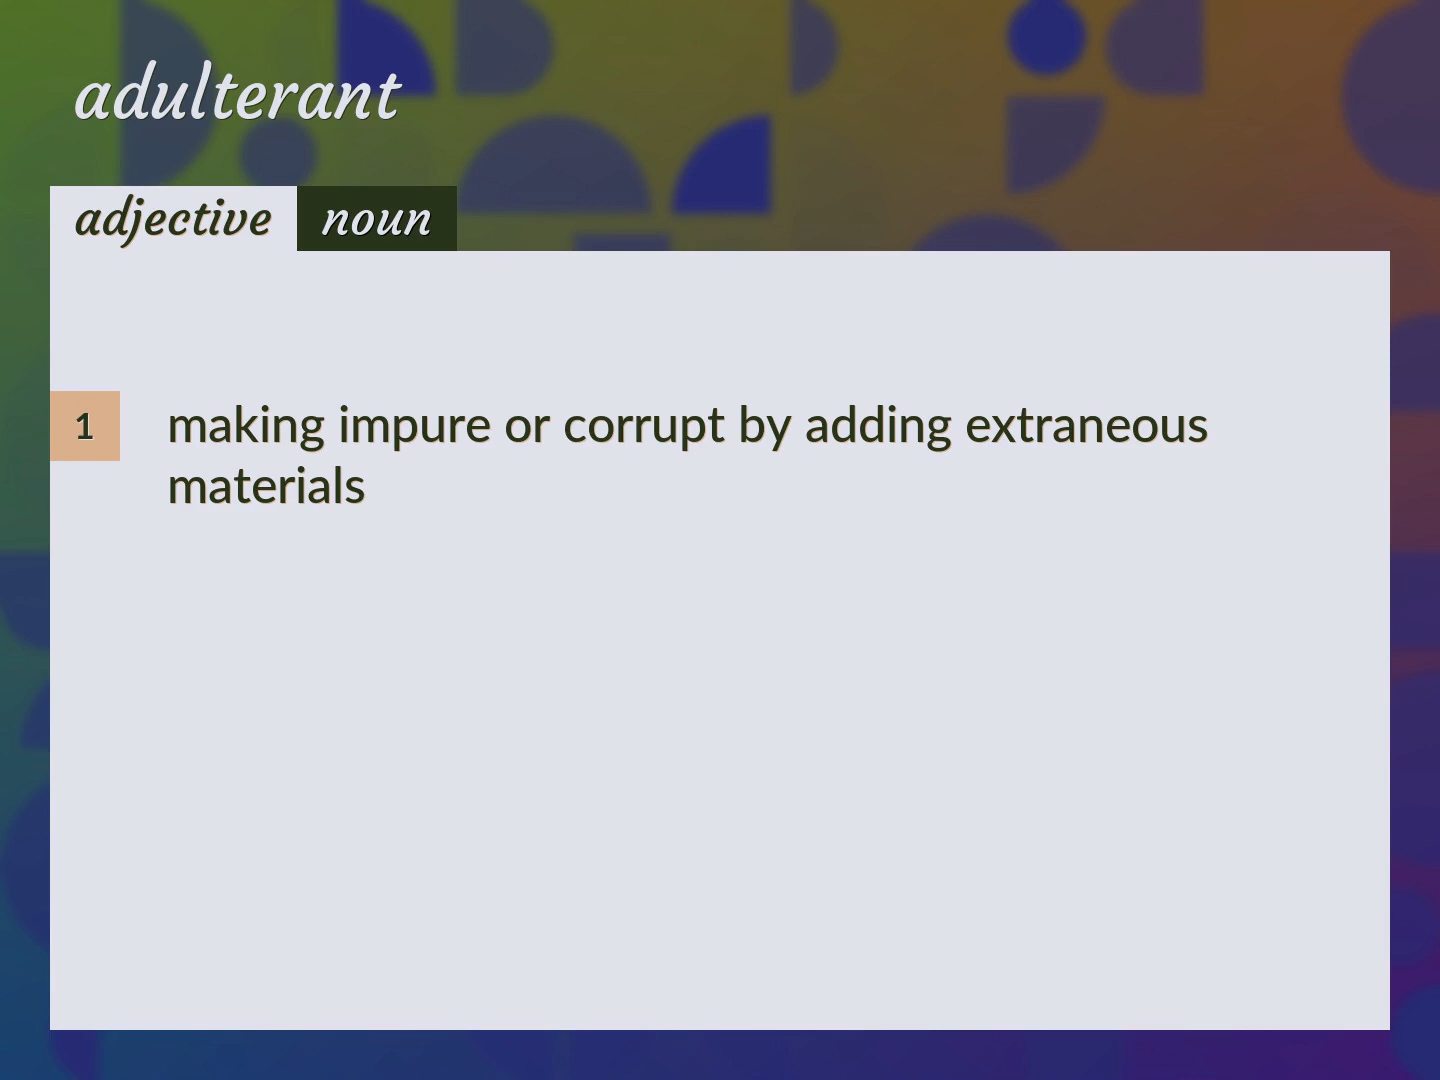 adulterant
adjective noun
1 making impure or corrupt by adding extraneous
materials